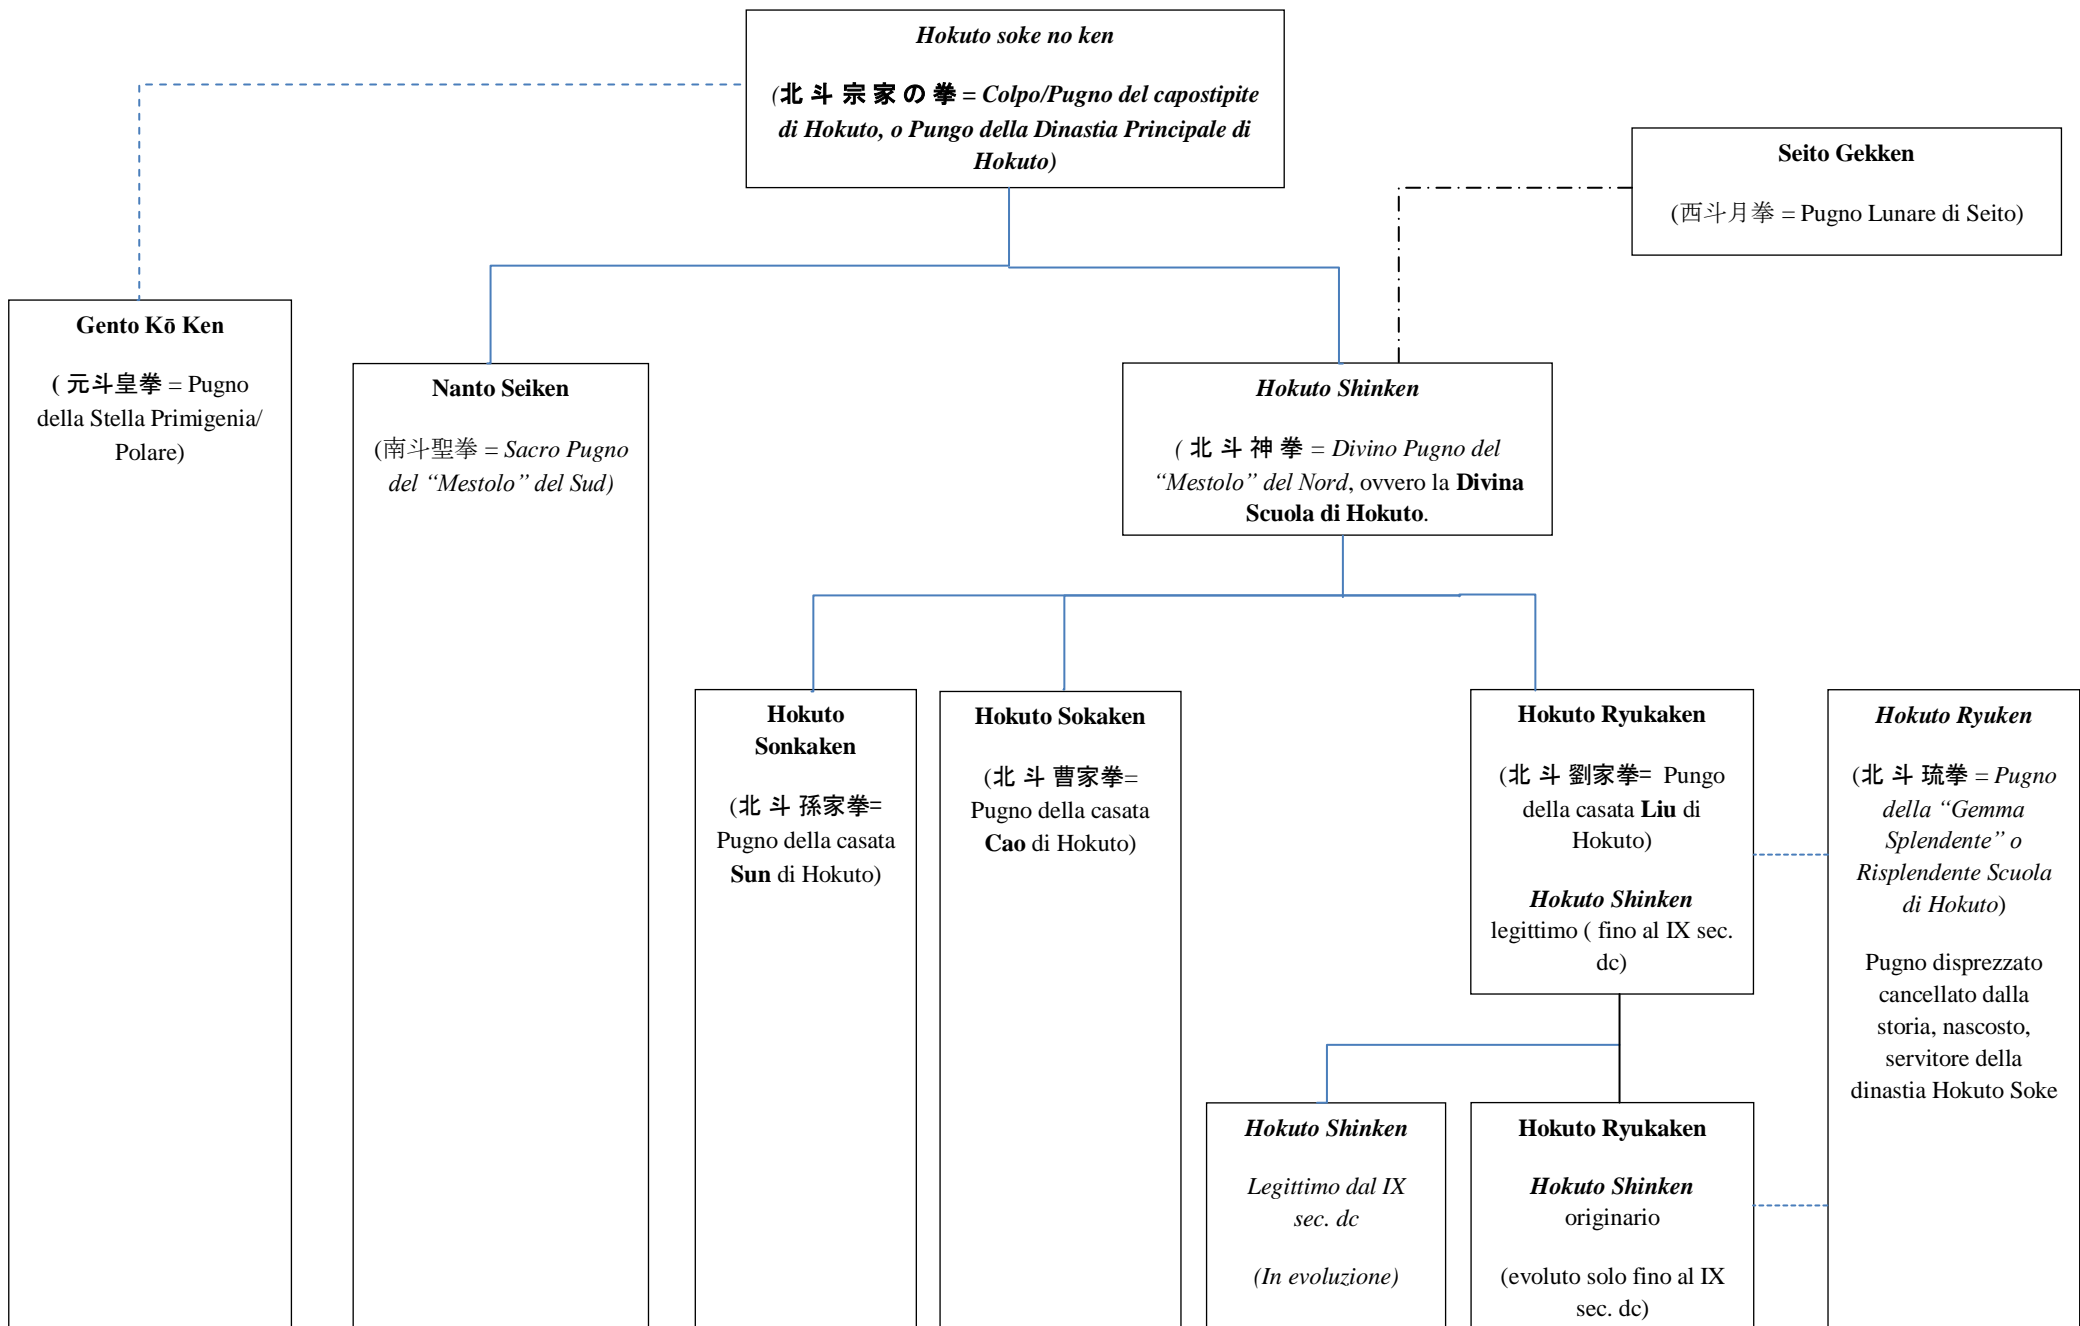 Hokuto soke no ken
(北 斗 宗 家 の 拳 = Colpo/Pugno del capostipite
di Hokuto, o Pungo della Dinastia Principale di
Hokuto)
Seito Gekken
(西斗月拳 = Pugno Lunare di Seito)
Gento Kō Ken
( 元斗皇拳 = Pugno
della Stella Primigenia/
Polare)
Nanto Seiken
(南斗聖拳 = Sacro Pugno
del “Mestolo” del Sud)
Hokuto Shinken
( 北 斗 神 拳 = Divino Pugno del
“Mestolo” del Nord, ovvero la Divina
Scuola di Hokuto.
Hokuto
Sonkaken
(北 斗 孫家拳=
Pugno della casata
Sun di Hokuto)
Hokuto Sokaken
(北 斗 曹家拳=
Pugno della casata
Cao di Hokuto)
Hokuto Ryukaken
(北 斗 劉家拳= Pungo
della casata Liu di
Hokuto)
Hokuto Shinken
legittimo ( fino al IX sec.
dc)
Hokuto Ryuken
(北 斗 琉拳 = Pugno
della “Gemma
Splendente” o
Risplendente Scuola
di Hokuto)
Pugno disprezzato
cancellato dalla
storia, nascosto,
servitore della
dinastia Hokuto Soke
Hokuto Shinken
Legittimo dal IX
sec. dc
(In evoluzione)
Hokuto Ryukaken
Hokuto Shinken
originario
(evoluto solo fino al IX
sec. dc)